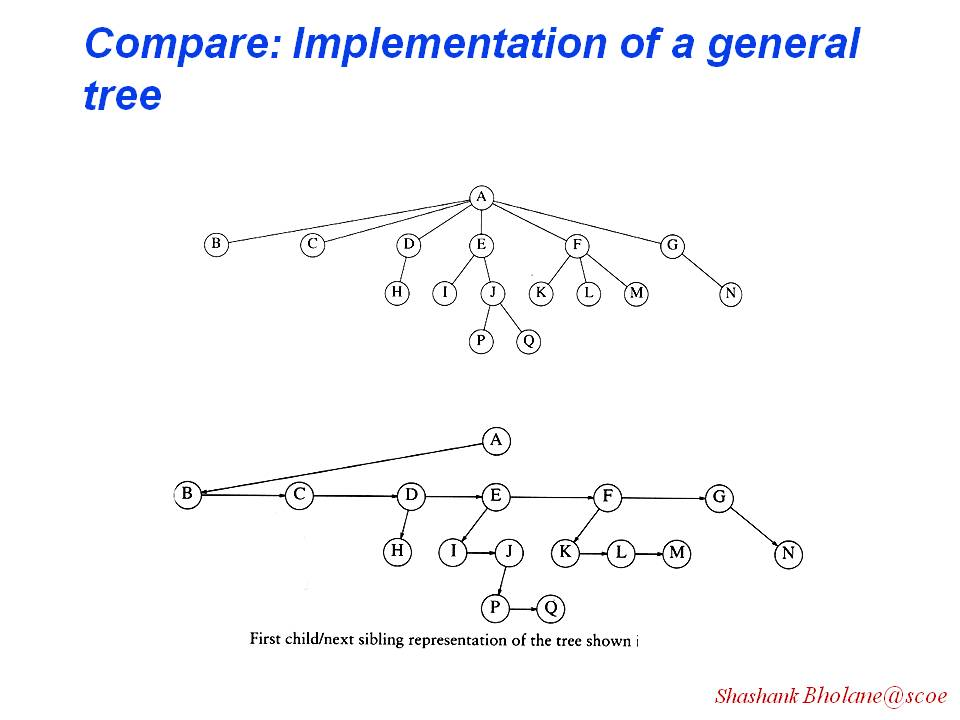 Compare: Implementation of a general
tree
A
B C D E F G
H I J K L M N
P Q
A
B C D E F G
H I J K L M N
P Q
First child/next sibling representation of the tree shown i
Shashank Bholane@scoe